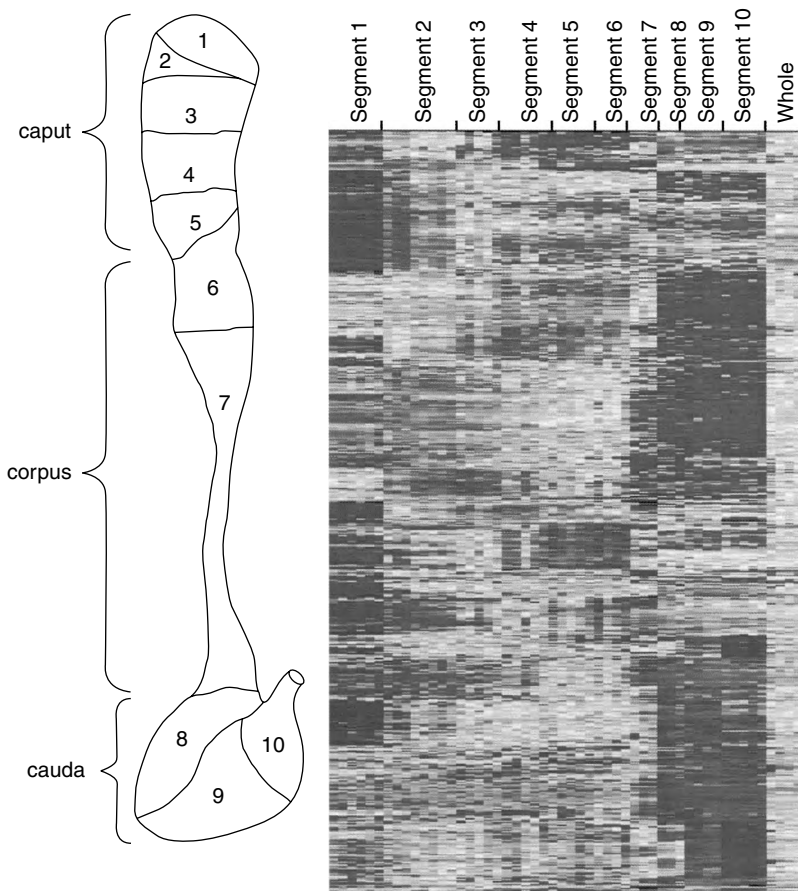 caput
corpus
cauda
1
2
3
4
5
6
7
8
9
10
Segment 1
Segment 2
Segment 3
Segment 4
Segment 5
Segment 6
Segment 7
Segment 8
Segment 9
Segment 10
Whole